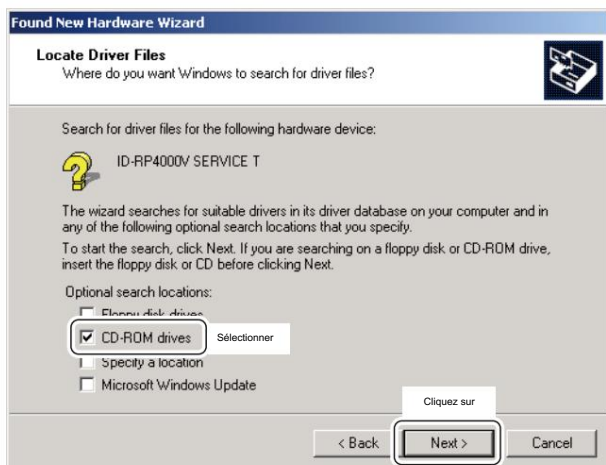 Found New Hardware Wizard
Locate Driver Files
Where do you want Windows to search for driver files?
Search for driver files for the following hardware device:
ID-RP4000V SERVICE T
The wizard searches for suitable drivers in its driver database on your computer and in
any of the following optional search locations that you specify.
To start the search, click Next. If you are searching on a floppy disk or CD-ROM drive,
insert the floppy disk or CD before clicking Next.
Optional search locations:
Floppy disk drives
CD-ROM drives
Sélectionner
Specify a location
Microsoft Windows Update
Cliquez sur
< Back
Next >
Cancel